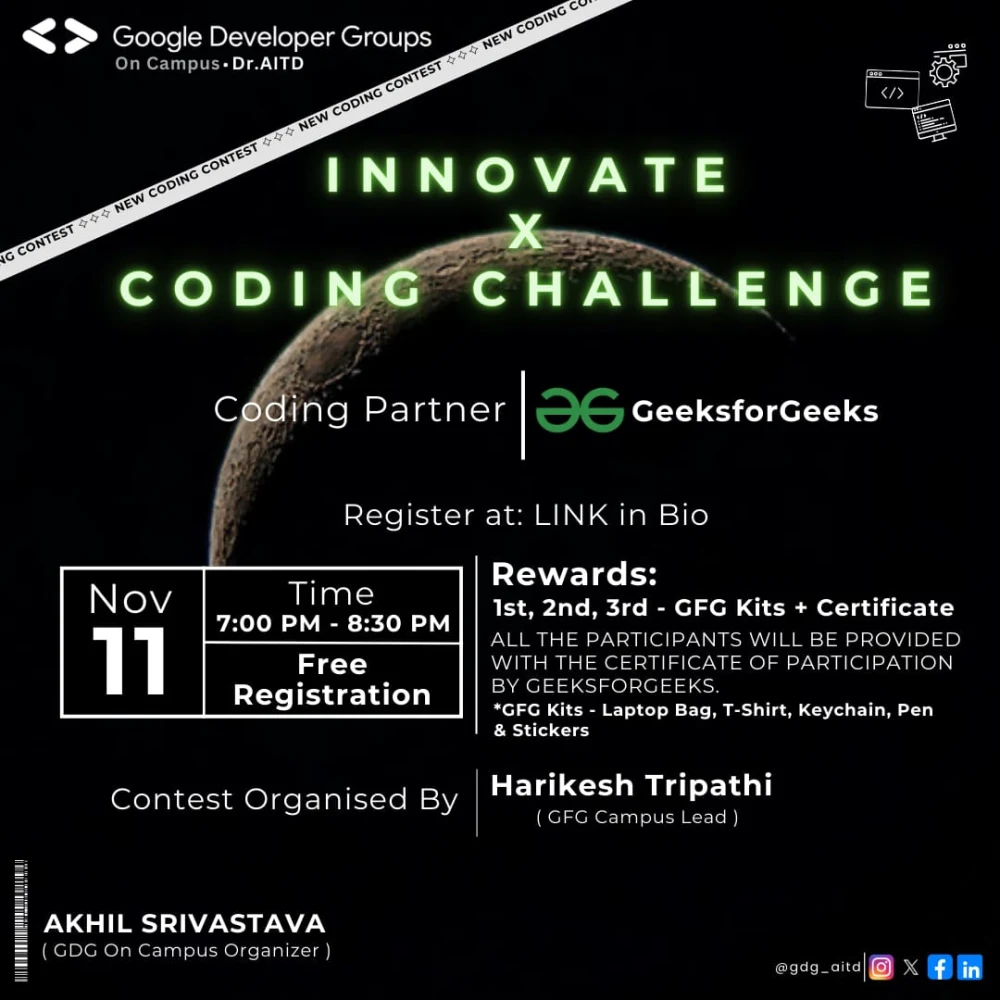 Google Developer Groups
On Campus • Dr.AITD
NG CONTEST ✧✧✧ NEW CODING CONTEST ✧✧✧ NEW CODING CONTEST ✧✧✧ NEW CODING CON
INNOVATE
X
CODING CHALLENGE
Coding Partner
GeeksforGeeks
Register at: LINK in Bio
Nov
11
Time
7:00 PM - 8:30 PM
Free
Registration
Rewards:
1st, 2nd, 3rd - GFG Kits + Certificate
ALL THE PARTICIPANTS WILL BE PROVIDED
WITH THE CERTIFICATE OF PARTICIPATION
BY GEEKSFORGEEKS.
*GFG Kits - Laptop Bag, T-Shirt, Keychain, Pen
& Stickers
Contest Organised By
Harikesh Tripathi
( GFG Campus Lead )
AKHIL SRIVASTAVA
( GDG On Campus Organizer )
@gdg_aitd